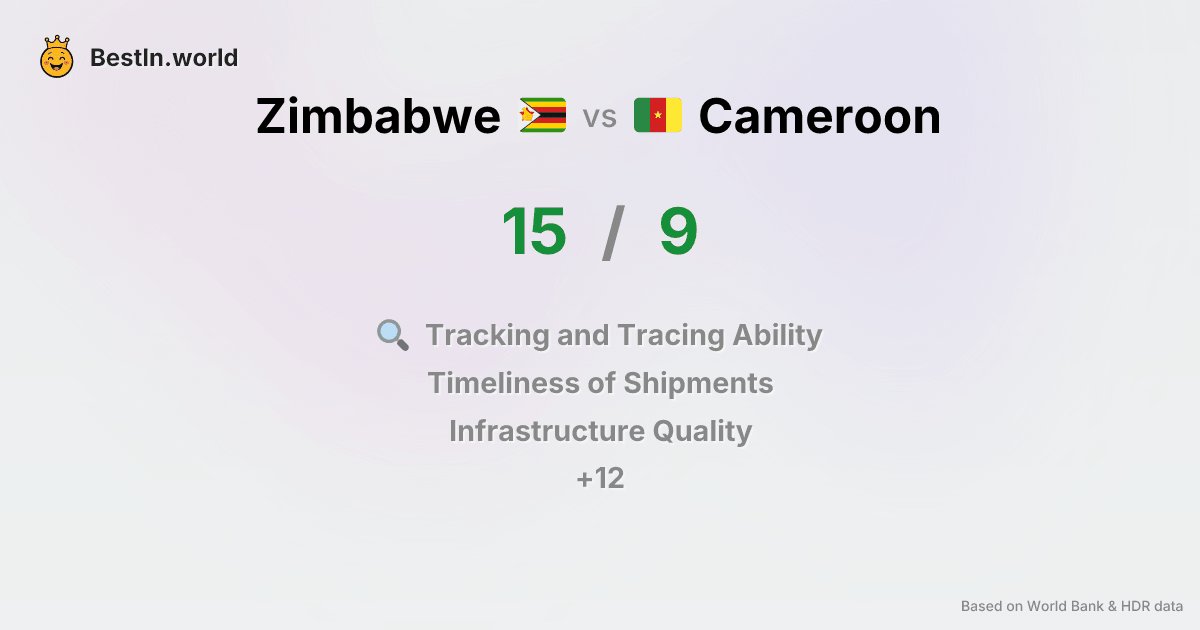 BestIn.world
Zimbabwe vs Cameroon
15 / 9
Tracking and Tracing Ability
Timeliness of Shipments
Infrastructure Quality
+12
Based on World Bank & HDR data